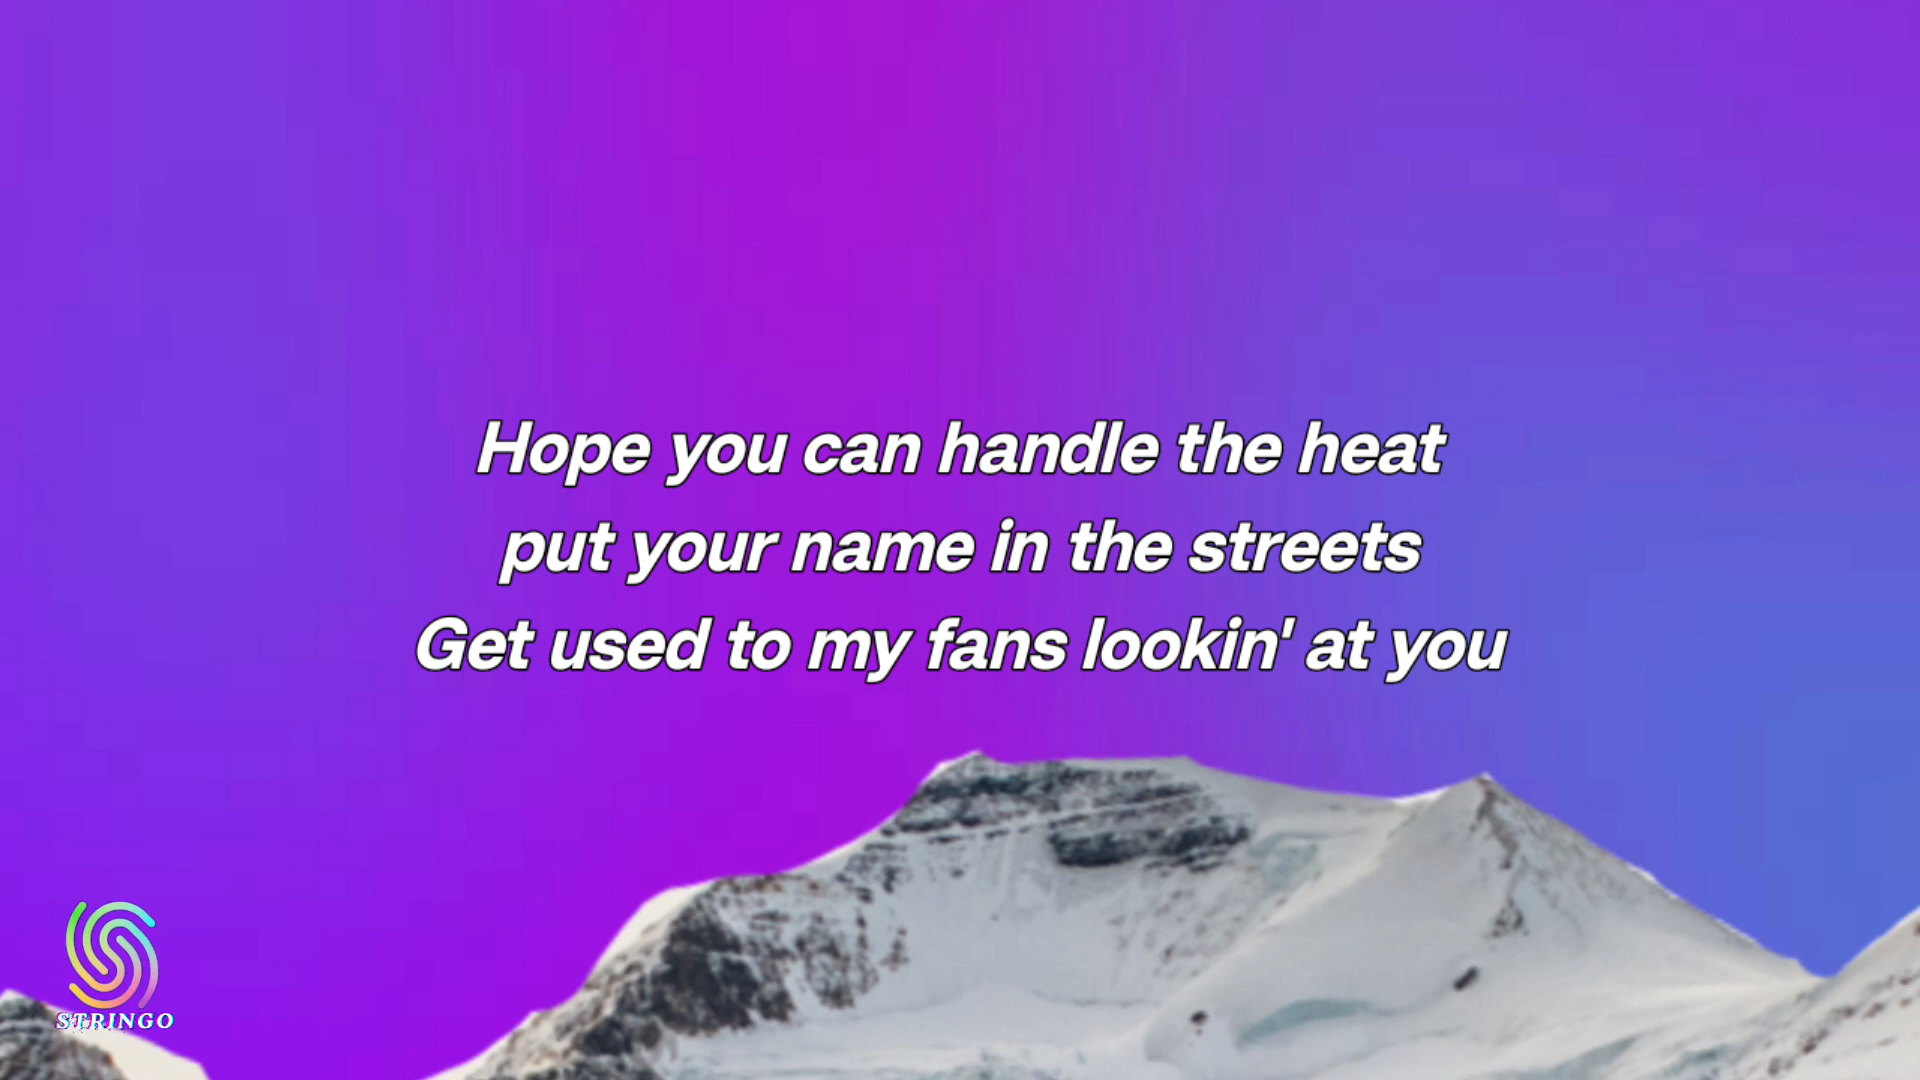 Hope you can handle the heat
put your name in the streets
Get used to my fans lookin' at you
STRINGO